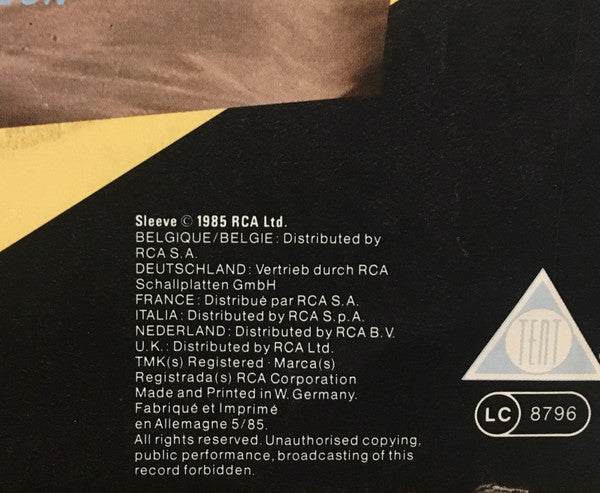 Sleeve © 1985 RCA Ltd.
BELGIQUE/BELGIE: Distributed by
RCA S.A.
DEUTSCHLAND: Vertrieb durch RCA
Schallplatten GmbH
FRANCE: Distribué par RCA S.A.
ITALIA: Distributed by RCA S.p.A.
NEDERLAND: Distributed by RCA B.V.
U.K.: Distributed by RCA Ltd.
TMK(s) Registered · Marca(s)
Registrada(s) RCA Corporation
Made and Printed in W. Germany.
Fabriqué et Imprimé
en Allemagne 5/85.
All rights reserved. Unauthorised copying,
public performance, broadcasting of this
record forbidden.
TENT
LC 8796